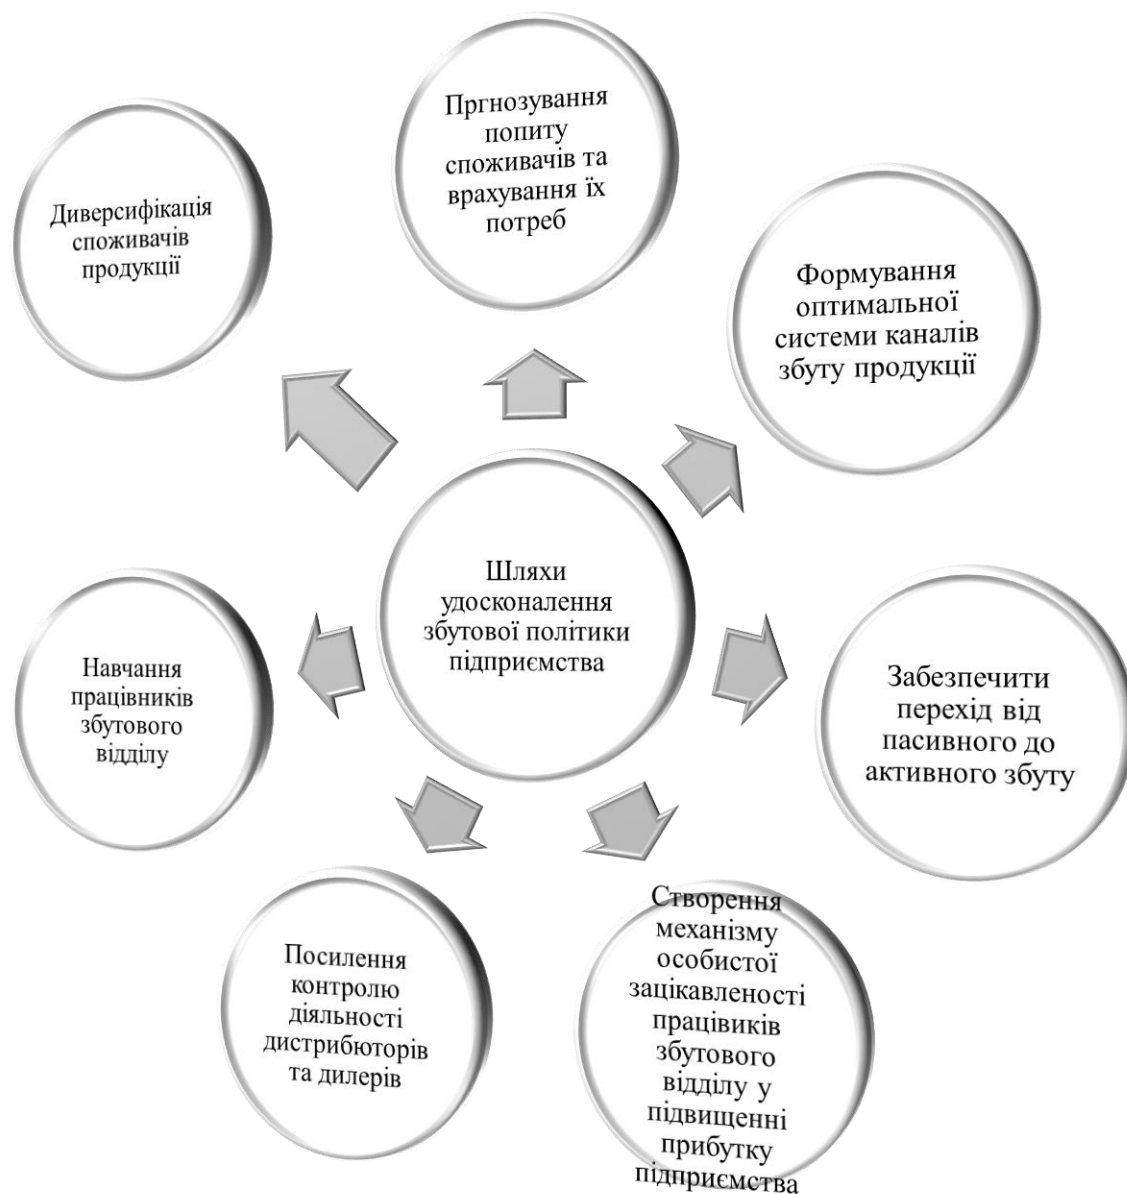 Пргнозування
попиту
споживачів та
врахування їх
потреб
Диверсифікація
споживачів
продукції
Формування
оптимальної
системи каналів
збуту продукції
Шляхи
удосконалення
збутової політики
підприємства
Навчання
працівників
збутового
відділу
Забезпечити
перехід від
пасивного до
активного збуту
Посилення
контролю
діяльності
дистрибюторів
та дилерів
Створення
механізму
особистої
зацікавленості
працівиків
збутового
відділу у
підвищенні
прибутку
підприємства